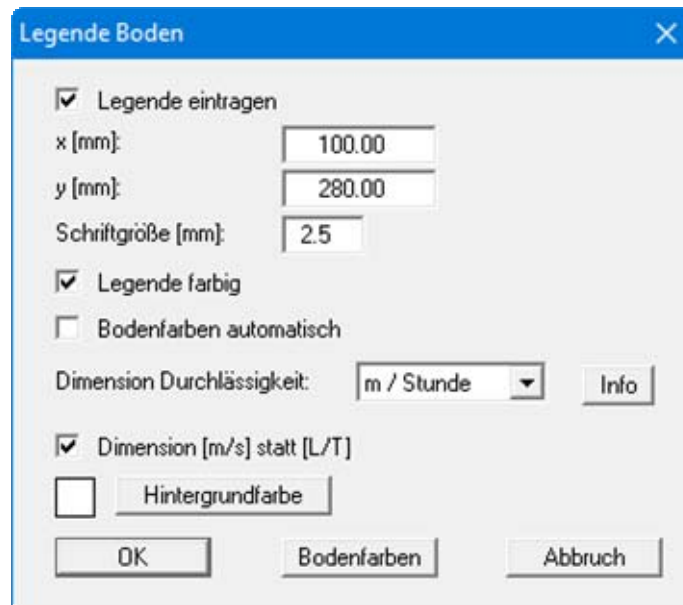 Legende Boden
Legende eintragen
x [mm]: 100.00
y [mm]: 280.00
Schriftgröße [mm]: 2.5
Legende farbig
Bodenfarben automatisch
Dimension Durchlässigkeit: m / Stunde Info
Dimension [m/s] statt [L/T]
Hintergrundfarbe
OK Bodenfarben Abbruch